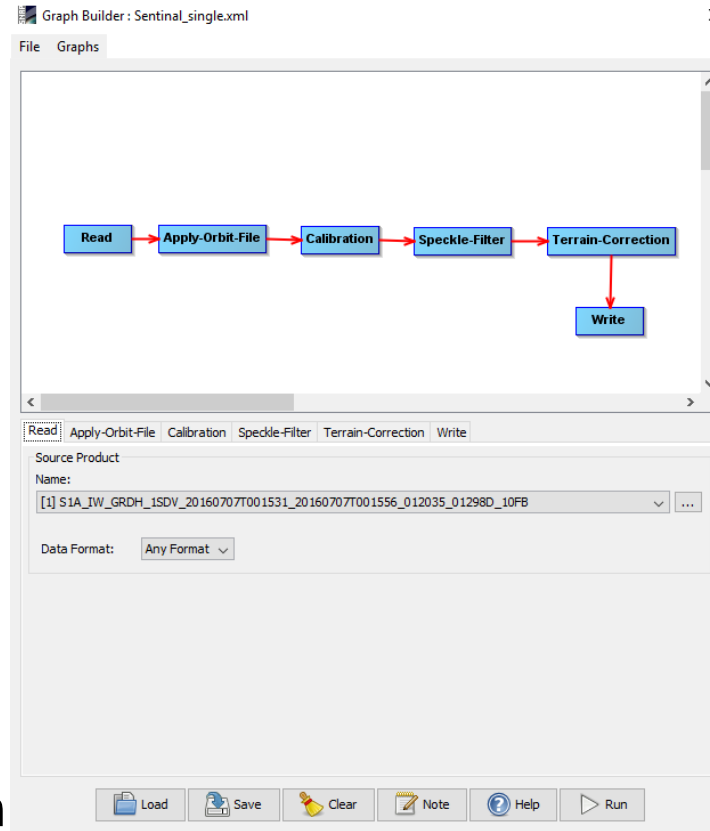 Graph Builder : Sentinal_single.xml
File Graphs
Read Apply-Orbit-File Calibration Speckle-Filter Terrain-Correction
Write
Read Apply-Orbit-File Calibration Speckle-Filter Terrain-Correction Write
Source Product
Name:
[1] S1A_IW_GRDH_1SDV_20160707T001531_20160707T001556_012035_01298D_10FB ...
Data Format: Any Format
Load Save Clear Note Help Run